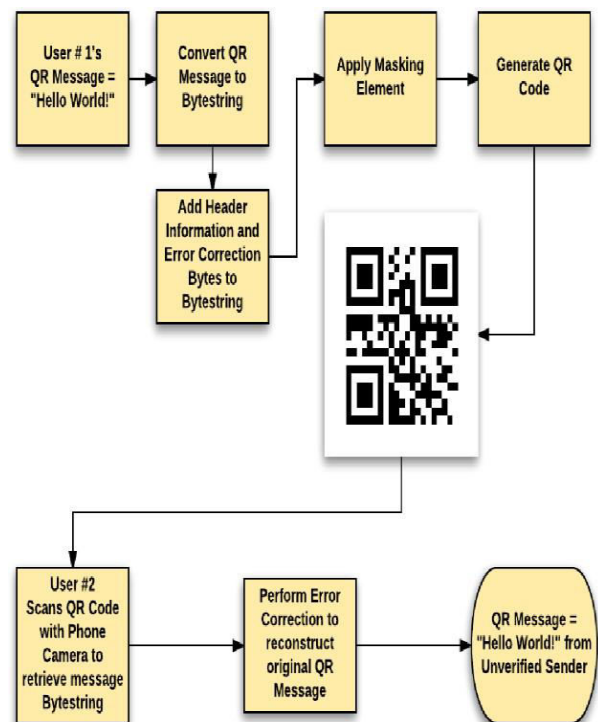 User # 1's
QR Message =
"Hello World!"
Convert QR
Message to
Bytestring
Add Header
Information and
Error Correction
Bytes to
Bytestring
Apply Masking
Element
Generate QR
Code
User #2
Scans QR Code
with Phone
Camera to
retrieve message
Bytestring
Perform Error
Correction to
reconstruct
original QR
Message
QR Message =
"Hello World!" from
Unverified Sender